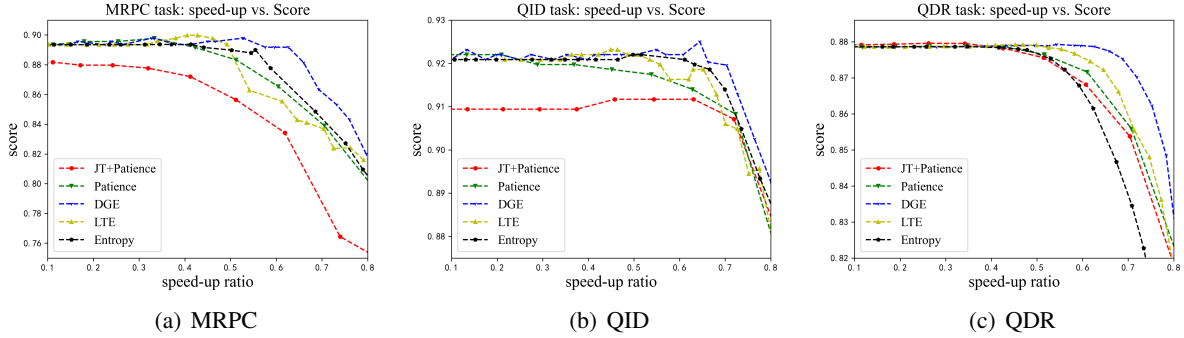 MRPC task: speed-up vs. Score
0.90
0.88
0.86
0.84
0.82
0.80
0.78
0.76
score
JT+Patience
Patience
DGE
LTE
Entropy
0.1 0.2 0.3 0.4 0.5 0.6 0.7 0.8
speed-up ratio
(a) MRPC
QID task: speed-up vs. Score
0.93
0.92
0.91
0.90
0.89
0.88
score
JT+Patience
Patience
DGE
LTE
Entropy
0.1 0.2 0.3 0.4 0.5 0.6 0.7 0.8
speed-up ratio
(b) QID
QDR task: speed-up vs. Score
0.88
0.87
0.86
0.85
0.84
0.83
0.82
score
JT+Patience
Patience
DGE
LTE
Entropy
0.1 0.2 0.3 0.4 0.5 0.6 0.7 0.8
speed-up ratio
(c) QDR